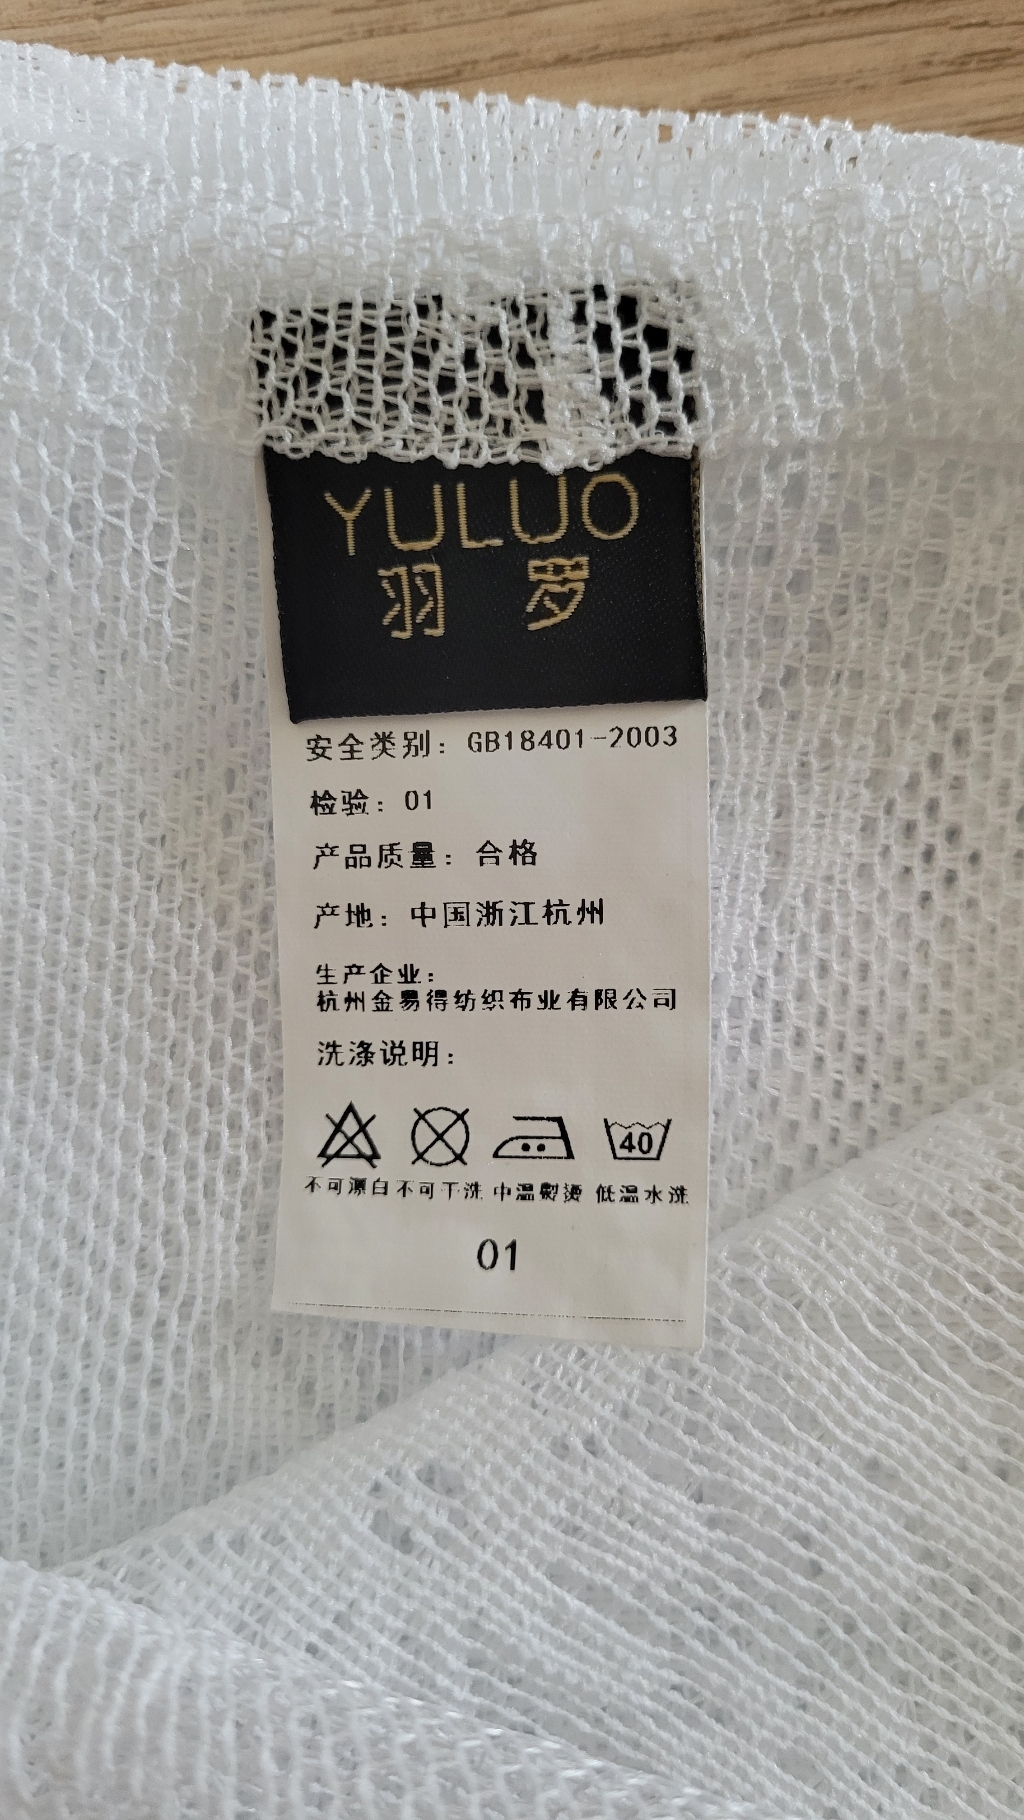 YULUO
羽 罗
安全类别：GB18401-2003
检验：01
产品质量：合格
产地：中国浙江杭州
生产企业：
杭州金易得纺织布业有限公司
洗涤说明：
40
不可漂白 不可干洗 中温熨烫 低温水洗
01